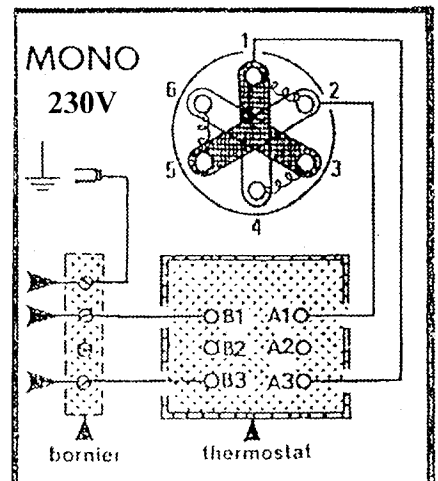 MONO
230V
1
6 2
5 3
4
B1 A1
B2 A2
B3 A3
bornier thermostat